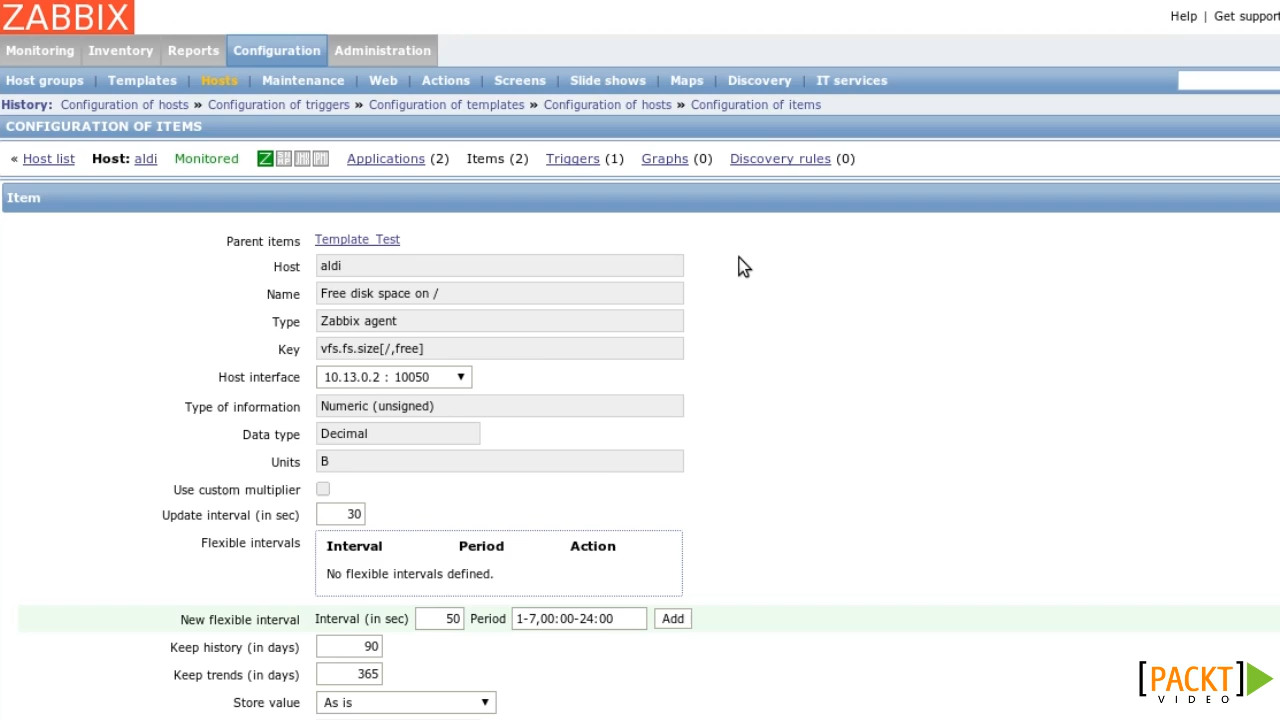 ZABBIX
Help | Get support
Monitoring Inventory Reports Configuration Administration
Host groups | Templates | Hosts | Maintenance | Web | Actions | Screens | Slide shows | Maps | Discovery | IT services
History: Configuration of hosts » Configuration of triggers » Configuration of templates » Configuration of hosts » Configuration of items
CONFIGURATION OF ITEMS
« Host list Host: aldi Monitored Z Applications (2) Items (2) Triggers (1) Graphs (0) Discovery rules (0)
Item
Parent items Template_Test
Host aldi
Name Free disk space on /
Type Zabbix agent
Key vfs.fs.size[/,free]
Host interface 10.13.0.2 : 10050
Type of information Numeric (unsigned)
Data type Decimal
Units B
Use custom multiplier
Update interval (in sec) 30
Flexible intervals Interval Period Action
No flexible intervals defined.
New flexible interval Interval (in sec) 50 Period 1-7,00:00-24:00 Add
Keep history (in days) 90
Keep trends (in days) 365
Store value As is
[PACKT]
VIDEO